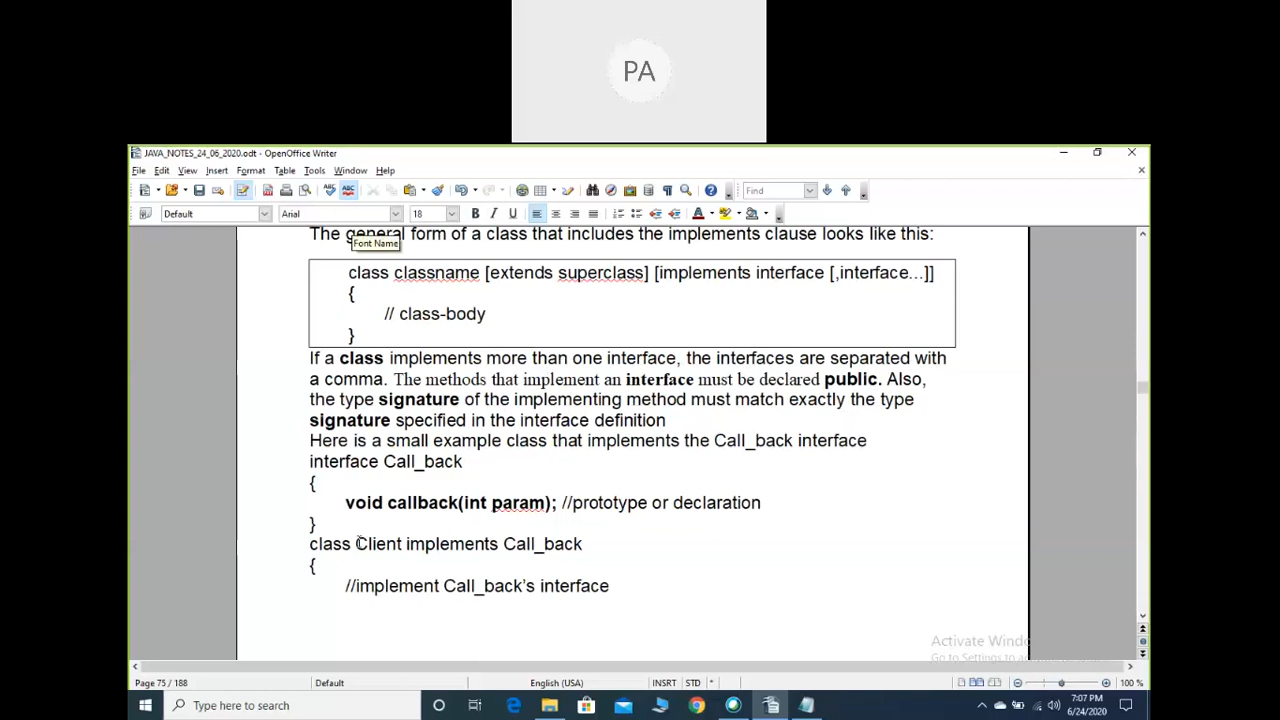 PA
JAVA_NOTES_24_06_2020.odt - OpenOffice Writer
File Edit View Insert Format Table Tools Window Help
Find
Default Arial 18
The general form of a class that includes the implements clause looks like this:
Font Name
class classname [extends superclass] [implements interface [,interface...]]
{
// class-body
}
If a class implements more than one interface, the interfaces are separated with
a comma. The methods that implement an interface must be declared public. Also,
the type signature of the implementing method must match exactly the type
signature specified in the interface definition
Here is a small example class that implements the Call_back interface
interface Call_back
{
void callback(int param); //prototype or declaration
}
class Client implements Call_back
{
//implement Call_back’s interface
Activate Windo
Go to Settings to a
Page 75 / 188 Default English (USA) INSRT STD * 100 %
Type here to search
7:07 PM
6/24/2020